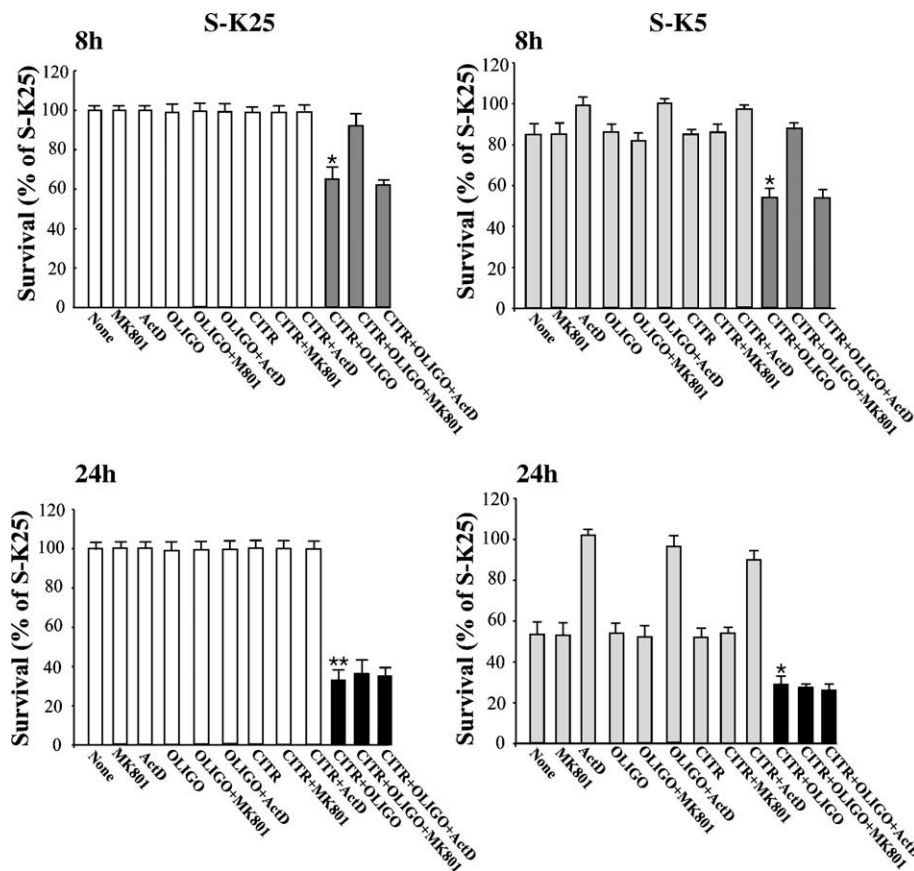 S-K25
S-K5
8h
Survival (% of S-K25)
120
100
80
60
40
20
0
*
None
MK801
ActD
OLIGO
OLIGO+M801
OLIGO+ActD
CITR
CITR+MK801
CITR+ActD
CITR+OLIGO
CITR+OLIGO+MK801
CITR+OLIGO+ActD
8h
Survival (% of S-K25)
120
100
80
60
40
20
0
*
None
MK801
ActD
OLIGO
OLIGO+MK801
OLIGO+ActD
CITR
CITR+MK801
CITR+ActD
CITR+OLIGO
CITR+OLIGO+MK801
CITR+OLIGO+ActD
24h
Survival (% of S-K25)
120
100
80
60
40
20
0
**
None
MK801
ActD
OLIGO
OLIGO+MK801
OLIGO+ActD
CITR
CITR+MK801
CITR+ActD
CITR+OLIGO
CITR+OLIGO+MK801
CITR+OLIGO+ActD
24h
Survival (% of S-K25)
120
100
80
60
40
20
0
*
None
MK801
ActD
OLIGO
OLIGO+MK801
OLIGO+ActD
CITR
CITR+MK801
CITR+ActD
CITR+OLIGO
CITR+OLIGO+MK801
CITR+OLIGO+ActD